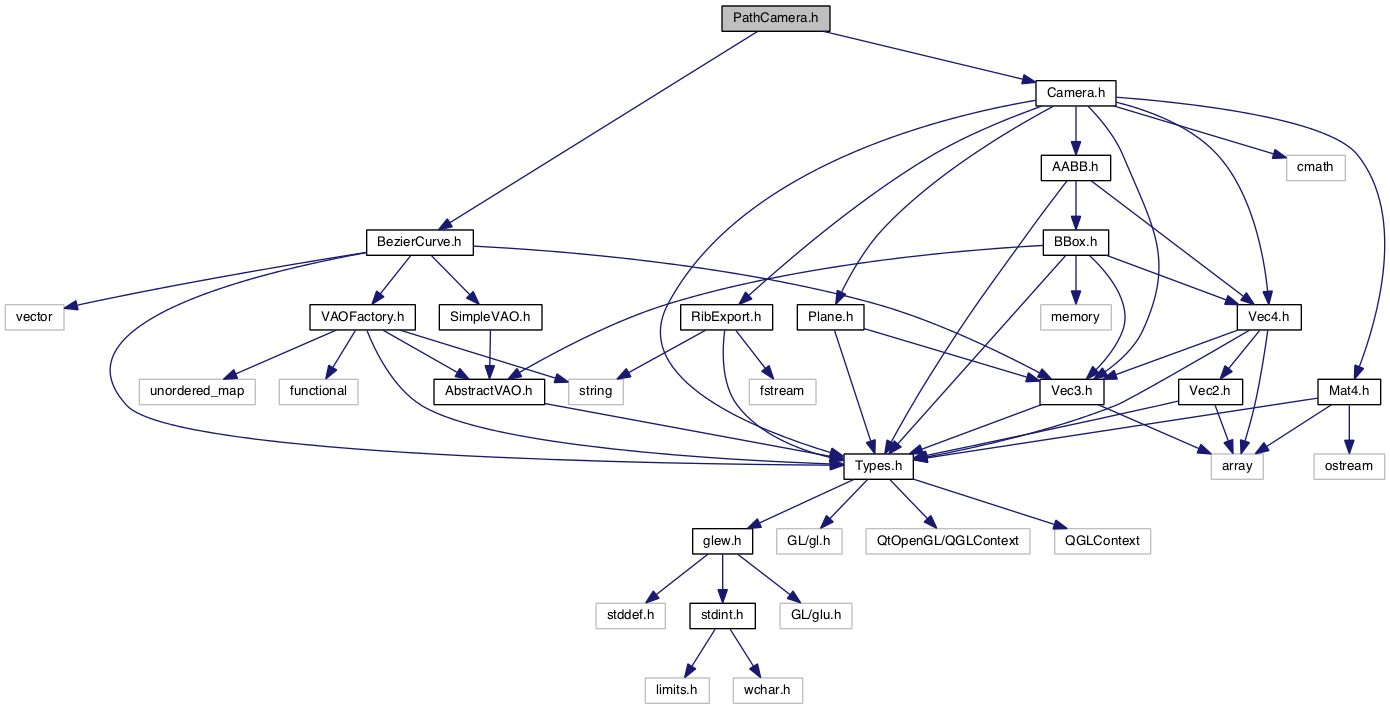 PathCamera.h
Camera.h
AABB.h
cmath
BezierCurve.h
BBox.h
vector
VAOFactory.h
SimpleVAO.h
RibExport.h
Plane.h
memory
Vec4.h
unordered_map
functional
AbstractVAO.h
string
fstream
Vec3.h
Vec2.h
Mat4.h
Types.h
array
ostream
glew.h
GL/gl.h
QtOpenGL/QGLContext
QGLContext
stddef.h
stdint.h
GL/glu.h
limits.h
wchar.h